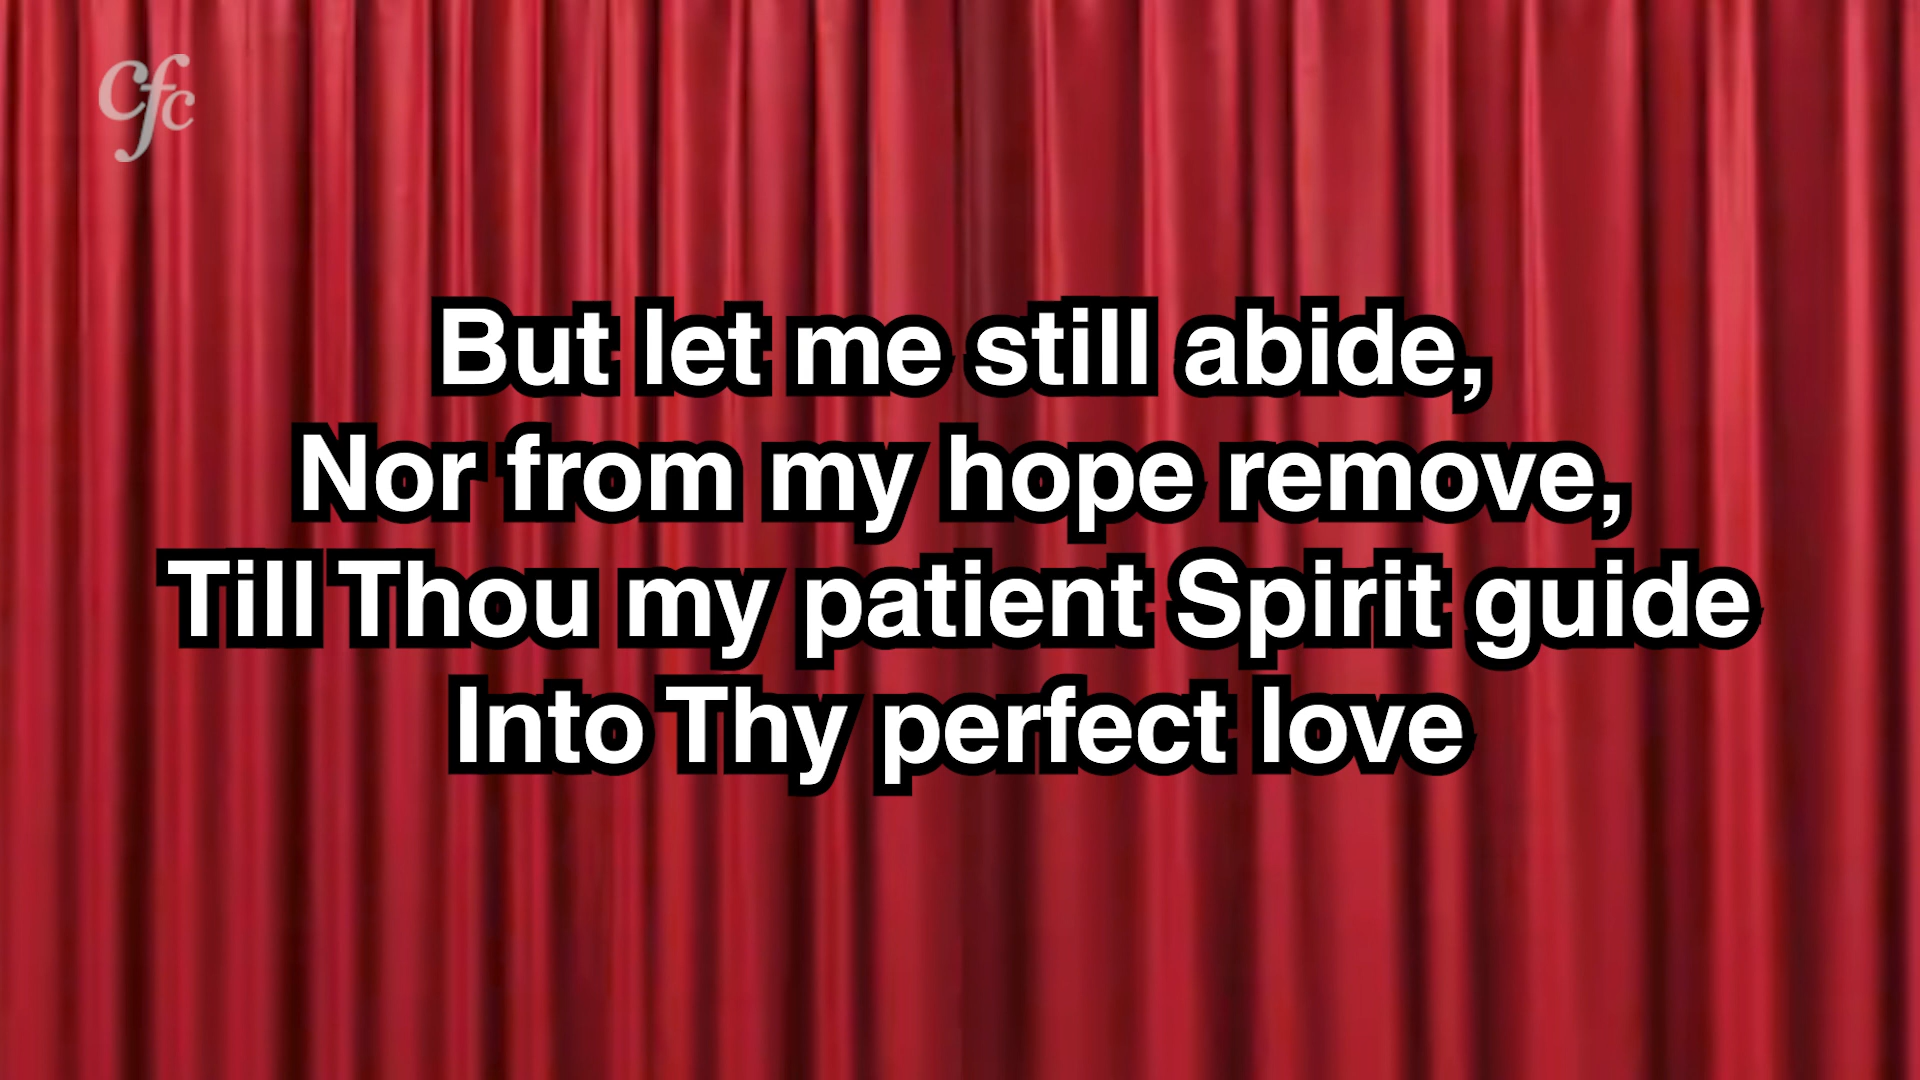 cfc
But let me still abide,
Nor from my hope remove,
Till Thou my patient Spirit guide
Into Thy perfect love